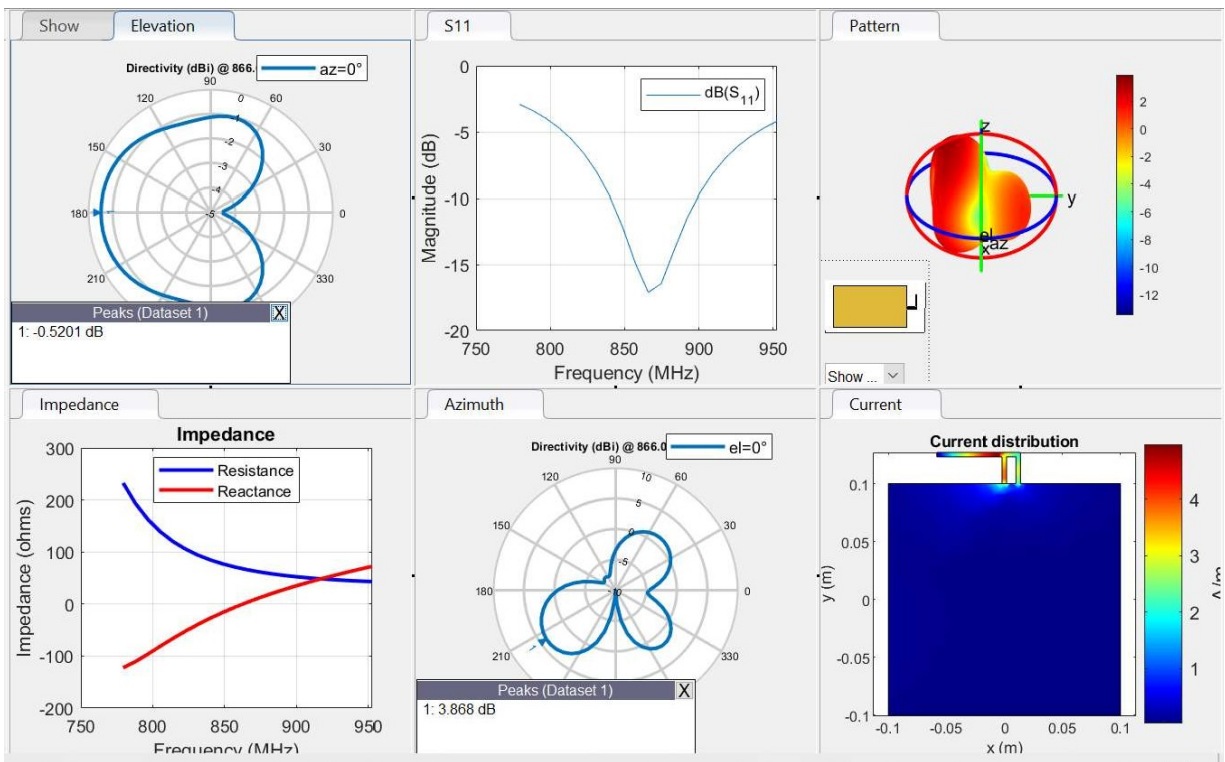 Show
Elevation
Directivity (dBi) @ 866.
az=0°
90
120
0
60
-1
150
30
-2
-3
-4
180
1
-5
0
210
330
Peaks (Dataset 1)
X
1: -0.5201 dB
S11
0
dB(S11)
-5
-10
-15
-20
Magnitude (dB)
750
800
850
900
950
Frequency (MHz)
Pattern
z
y
el
az
x
2
0
-2
-4
-6
-8
-10
-12
Show ...
Impedance
Impedance
300
Resistance
Reactance
200
100
0
-100
-200
Impedance (ohms)
750
800
850
900
950
Frequency (MHz)
Azimuth
Directivity (dBi) @ 866.0
el=0°
90
120
10
60
5
150
0
30
-5
180
-10
0
1
210
330
Peaks (Dataset 1)
X
1: 3.868 dB
Current
Current distribution
0.1
0.05
0
-0.05
-0.1
y (m)
-0.1
-0.05
0
0.05
0.1
x (m)
4
3
2
1
A/m